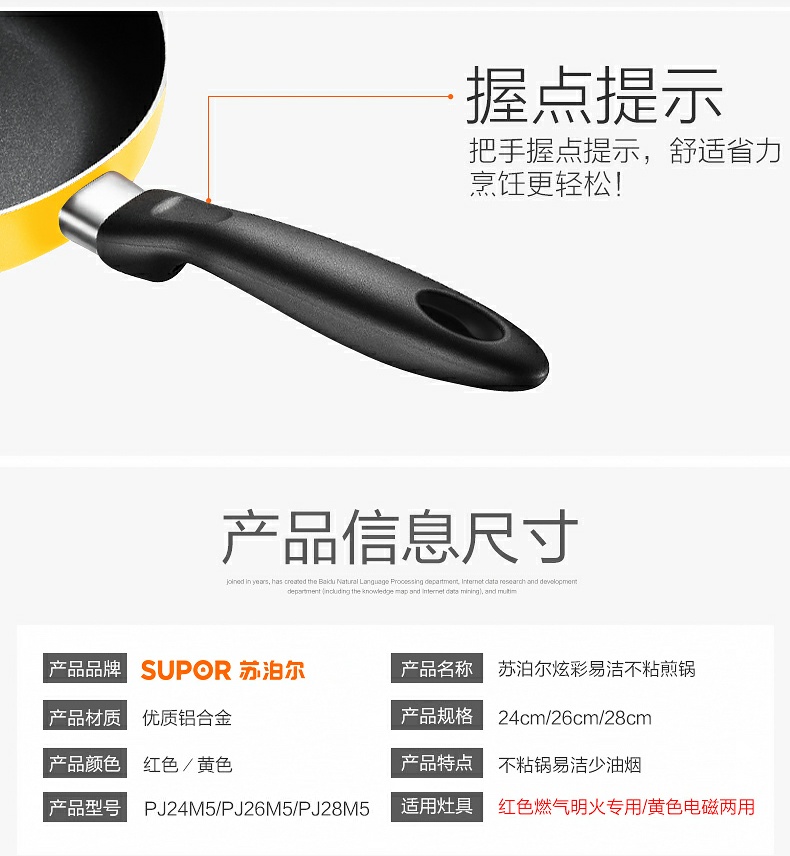 握点提示
把手握点提示，舒适省力
烹饪更轻松！
产品信息尺寸
joined in years, has created the Baidu Natural Language Processing department, Internet data research and development
department (including the knowledge map and Internet data mining), and multim
产品品牌 SUPOR 苏泊尔
产品名称 苏泊尔炫彩易洁不粘煎锅
产品材质 优质铝合金
产品规格 24cm/26cm/28cm
产品颜色 红色／黄色
产品特点 不粘锅易洁少油烟
产品型号 PJ24M5/PJ26M5/PJ28M5
适用灶具 红色燃气明火专用/黄色电磁两用